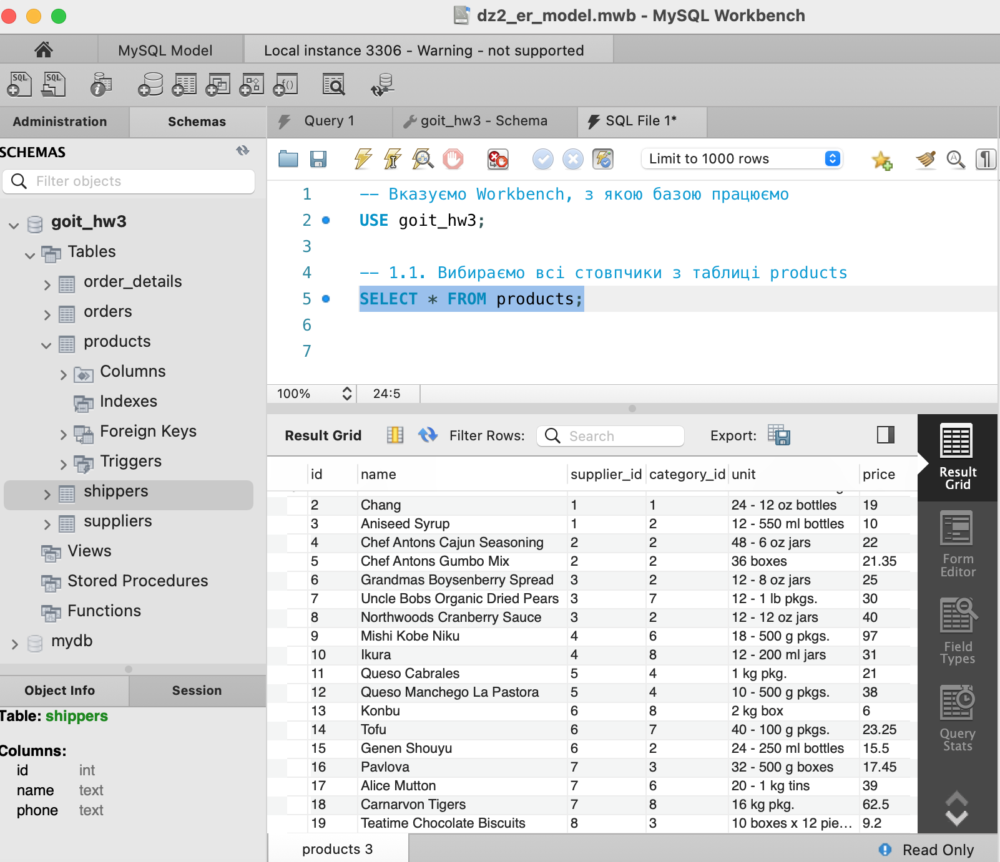 dz2_er_model.mwb - MySQL Workbench
MySQL Model
Local instance 3306 - Warning - not supported
SQL
SQL
Administration
Schemas
Query 1
goit_hw3 - Schema
SQL File 1*
SCHEMAS
Filter objects
Limit to 1000 rows
goit_hw3
Tables
order_details
orders
products
Columns
Indexes
Foreign Keys
Triggers
shippers
suppliers
Views
Stored Procedures
Functions
mydb
Object Info
Session
Table: shippers
Columns:
id int
name text
phone text
1 -- Вказуємо Workbench, з якою базою працюємо
2 USE goit_hw3;
3
4 -- 1.1. Вибираємо всі стовпчики з таблиці products
5 SELECT * FROM products;
6
7
100% 24:5
Result Grid Filter Rows: Search Export:
id name supplier_id category_id unit price
2 Chang 1 1 24 - 12 oz bottles 19
3 Aniseed Syrup 1 2 12 - 550 ml bottles 10
4 Chef Antons Cajun Seasoning 2 2 48 - 6 oz jars 22
5 Chef Antons Gumbo Mix 2 2 36 boxes 21.35
6 Grandmas Boysenberry Spread 3 2 12 - 8 oz jars 25
7 Uncle Bobs Organic Dried Pears 3 7 12 - 1 lb pkgs. 30
8 Northwoods Cranberry Sauce 3 2 12 - 12 oz jars 40
9 Mishi Kobe Niku 4 6 18 - 500 g pkgs. 97
10 Ikura 4 8 12 - 200 ml jars 31
11 Queso Cabrales 5 4 1 kg pkg. 21
12 Queso Manchego La Pastora 5 4 10 - 500 g pkgs. 38
13 Konbu 6 8 2 kg box 6
14 Tofu 6 7 40 - 100 g pkgs. 23.25
15 Genen Shouyu 6 2 24 - 250 ml bottles 15.5
16 Pavlova 7 3 32 - 500 g boxes 17.45
17 Alice Mutton 7 6 20 - 1 kg tins 39
18 Carnarvon Tigers 7 8 16 kg pkg. 62.5
19 Teatime Chocolate Biscuits 8 3 10 boxes x 12 pie... 9.2
Result
Grid
Form
Editor
Field
Types
Query
Stats
products 3
Read Only